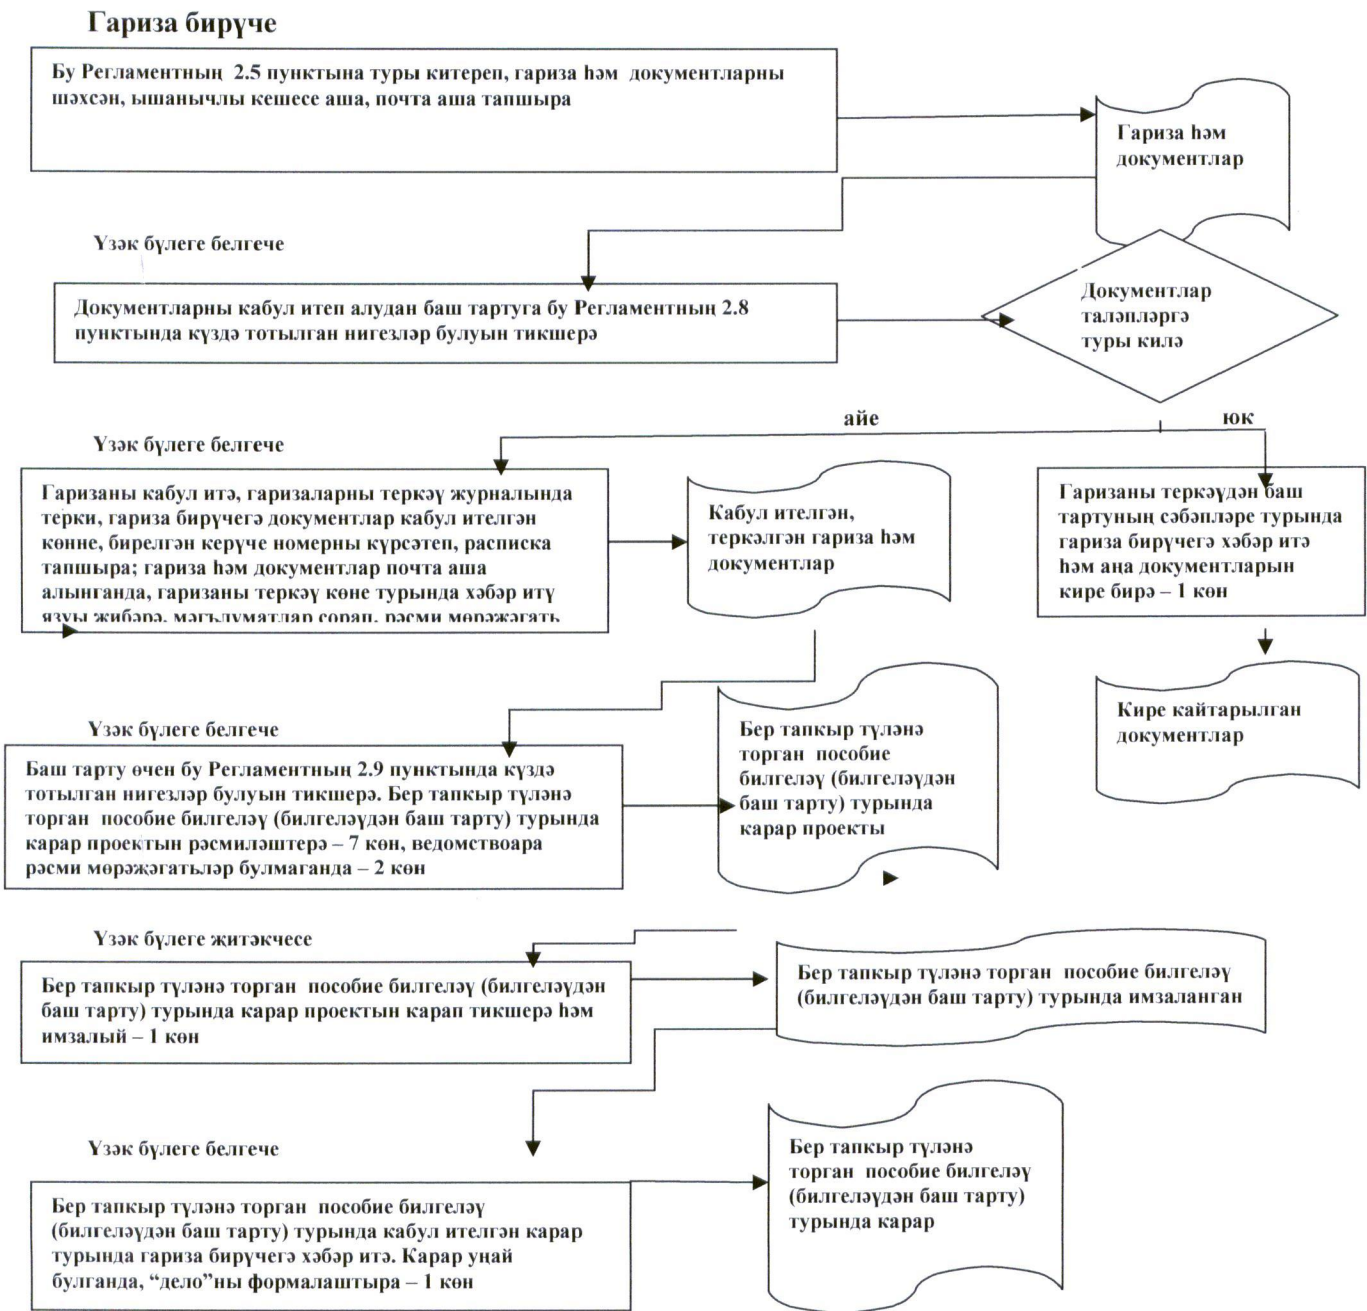 Гариза бирүче
Бу Регламентның 2.5 пунктына туры китереп, гариза һәм документларны
шәхсән, ышанычлы кешесе аша, почта аша тапшыра
Гариза һәм
документлар
Үзәк бүлеге белгече
Документларны кабул итеп алудан баш тартуга бу Регламентның 2.8
пунктында күздә тотылган нигезләр булуын тикшерә
Документлар
таләпләргә
туры килә
айе
юк
Үзәк бүлеге белгече
Гаризаны кабул итә, гаризаларны теркәү журналында
терки, гариза бирүчегә документлар кабул ителгән
көнне, бирелгән керүче номерны күрсәтеп, расписка
тапшыра; гариза һәм документлар почта аша
алынганда, гаризаны теркәү көне турында хәбәр итү
язуы җибәрә, мәгълүматлар сорап, рәсми мөрәҗәгать
Кабул ителгән,
теркәлгән гариза һәм
документлар
Гаризаны теркәүдән баш
тартуның сәбәпләре турында
гариза бирүчегә хәбәр итә
һәм аңа документларын
кире бирә – 1 көн
Кире кайтарылган
документлар
Үзәк бүлеге белгече
Баш тарту өчен бу Регламентның 2.9 пунктында күздә
тотылган нигезләр булуын тикшерә. Бер тапкыр түләнә
торган пособие билгеләү (билгеләүдән баш тарту) турында
карар проектын рәсмиләштерә – 7 көн, ведомствоара
рәсми мөрәҗәгатьләр булмаганда – 2 көн
Бер тапкыр түләнә
торган пособие
билгеләү (билгеләүдән
баш тарту) турында
карар проекты
Үзәк бүлеге җитәкчесе
Бер тапкыр түләнә торган пособие билгеләү (билгеләүдән
баш тарту) турында карар проектын карап тикшерә һәм
имзалый – 1 көн
Бер тапкыр түләнә торган пособие билгеләү
(билгеләүдән баш тарту) турында имзаланган
Үзәк бүлеге белгече
Бер тапкыр түләнә торган пособие билгеләү
(билгеләүдән баш тарту) турында кабул ителгән карар
турында гариза бирүчегә хәбәр итә. Карар уңай
булганда, “дело”ны формалаштыра – 1 көн
Бер тапкыр түләнә
торган пособие билгеләү
(билгеләүдән баш тарту)
турында карар